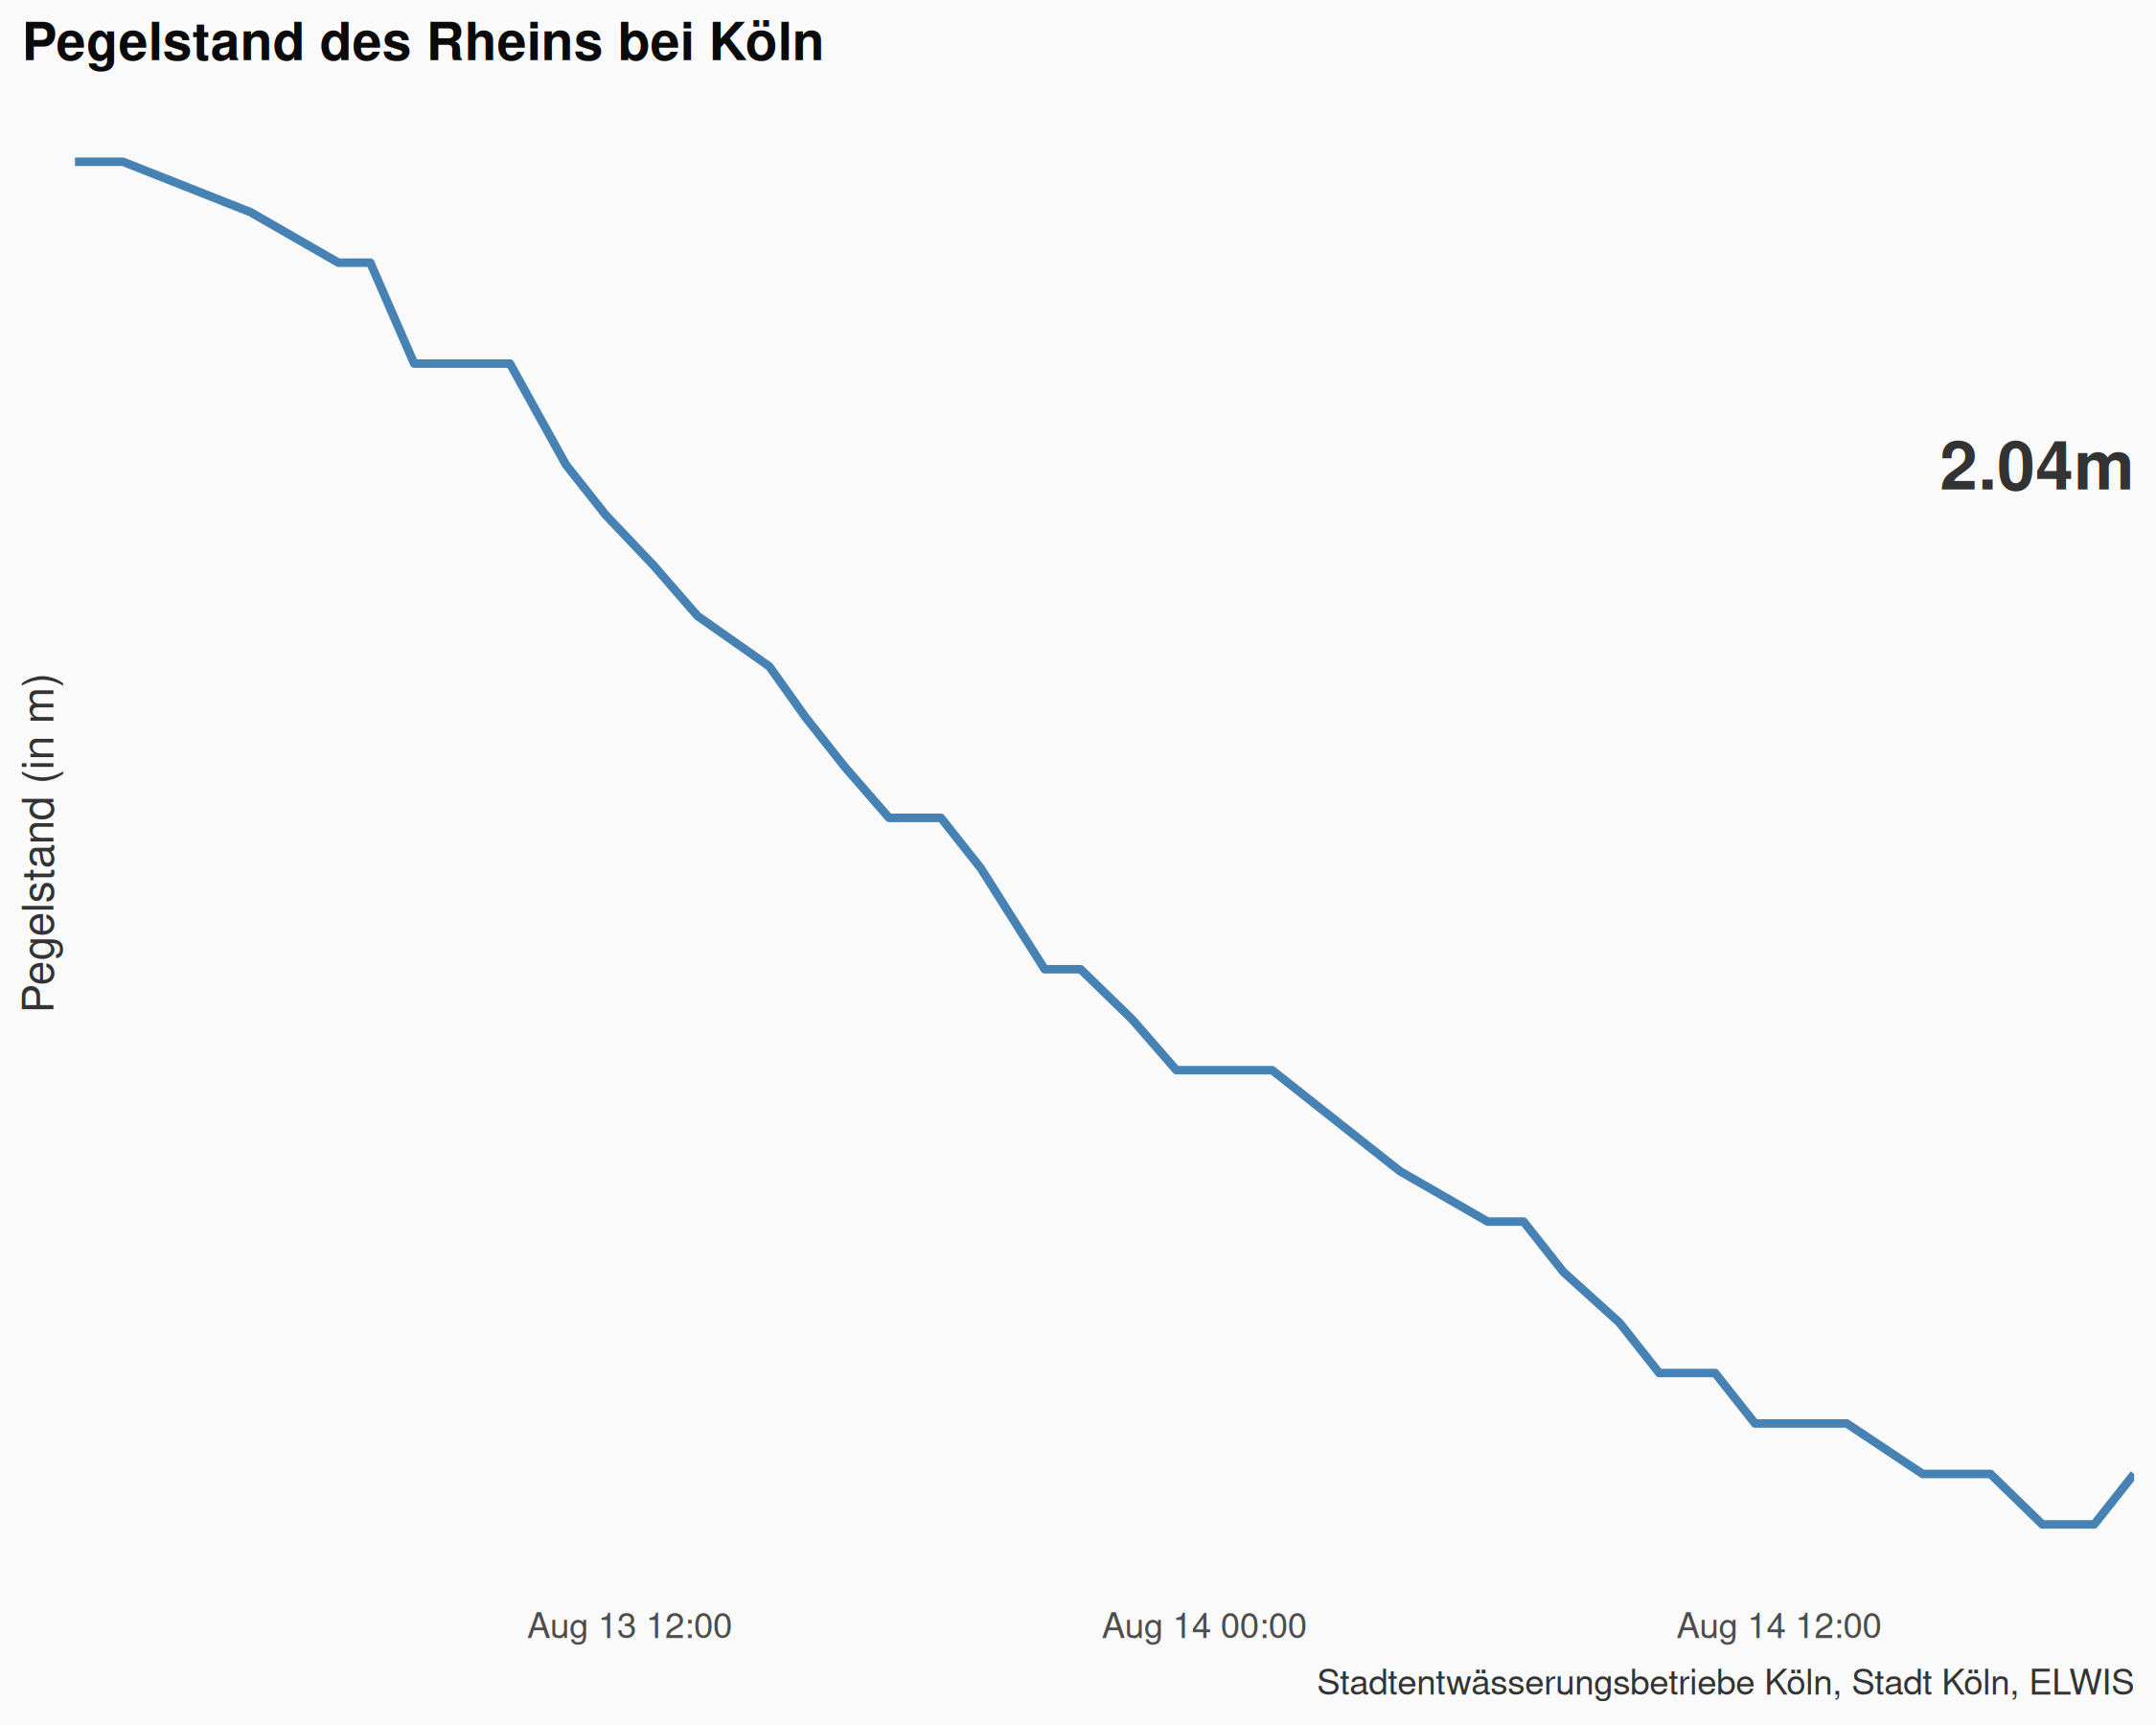 Pegelstand des Rheins bei Köln
2.04m
Pegelstand (in m)
Aug 13 12:00
Aug 14 00:00
Aug 14 12:00
Stadtentwässerungsbetriebe Köln, Stadt Köln, ELWIS